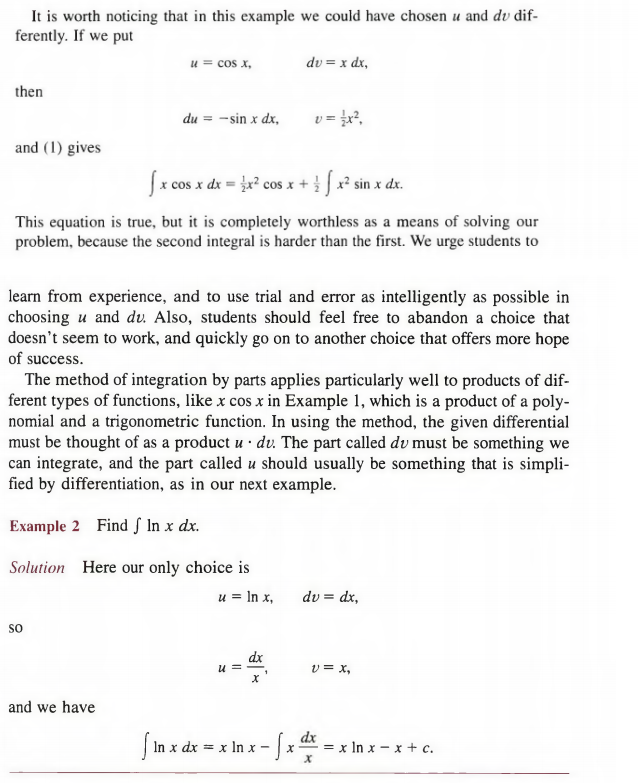 It is worth noticing that in this example we could have chosen u and dv dif-
ferently. If we put
u = cos x, dv = x dx,
then
du = −sin x dx, v = ½x²,
and (1) gives
∫ x cos x dx = ½x² cos x + ½ ∫ x² sin x dx.
This equation is true, but it is completely worthless as a means of solving our
problem, because the second integral is harder than the first. We urge students to
learn from experience, and to use trial and error as intelligently as possible in
choosing u and dv. Also, students should feel free to abandon a choice that
doesn't seem to work, and quickly go on to another choice that offers more hope
of success.
The method of integration by parts applies particularly well to products of dif-
ferent types of functions, like x cos x in Example 1, which is a product of a poly-
nomial and a trigonometric function. In using the method, the given differential
must be thought of as a product u · dv. The part called dv must be something we
can integrate, and the part called u should usually be something that is simpli-
fied by differentiation, as in our next example.
Example 2 Find ∫ ln x dx.
Solution Here our only choice is
u = ln x, dv = dx,
so
u = dx/x, v = x,
and we have
∫ ln x dx = x ln x − ∫ x dx/x = x ln x − x + c.